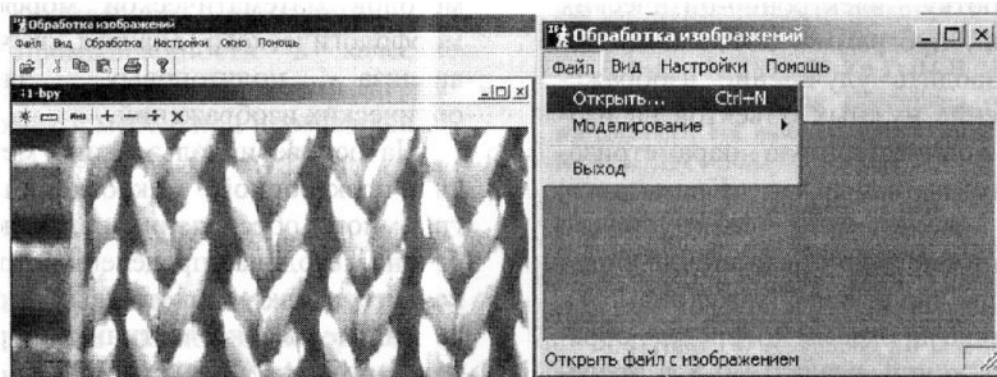 Обработка изображений
Файл Вид Обработка Настройки Окно Помощь
:1-bpy
Обработка изображений
Файл Вид Настройки Помощь
Открыть... Ctrl+N
Моделирование
Выход
Открыть файл с изображением